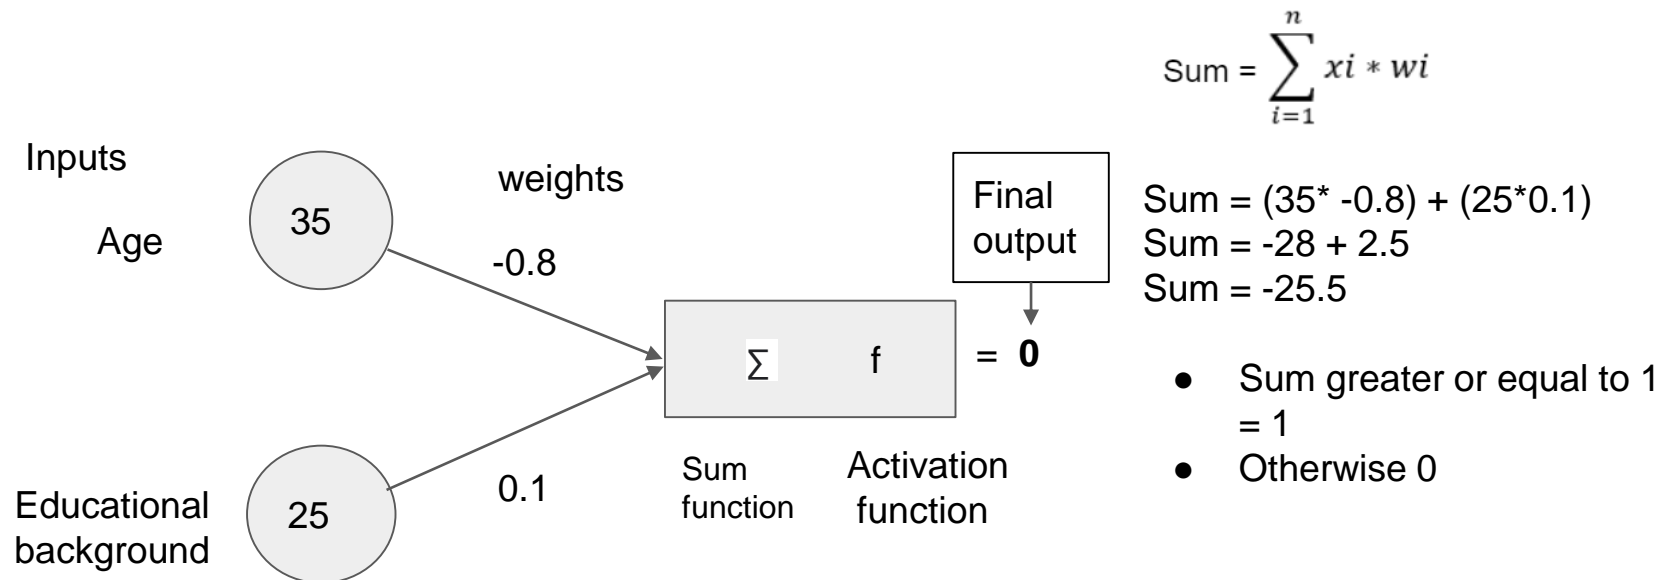 n
Sum = ∑ xi * wi
i=1
Inputs
Age
35
weights
-0.8
Educational
background
25
0.1
∑ f
Sum
function
Activation
function
Final
output
= 0
Sum = (35* -0.8) + (25*0.1)
Sum = -28 + 2.5
Sum = -25.5
● Sum greater or equal to 1
= 1
● Otherwise 0